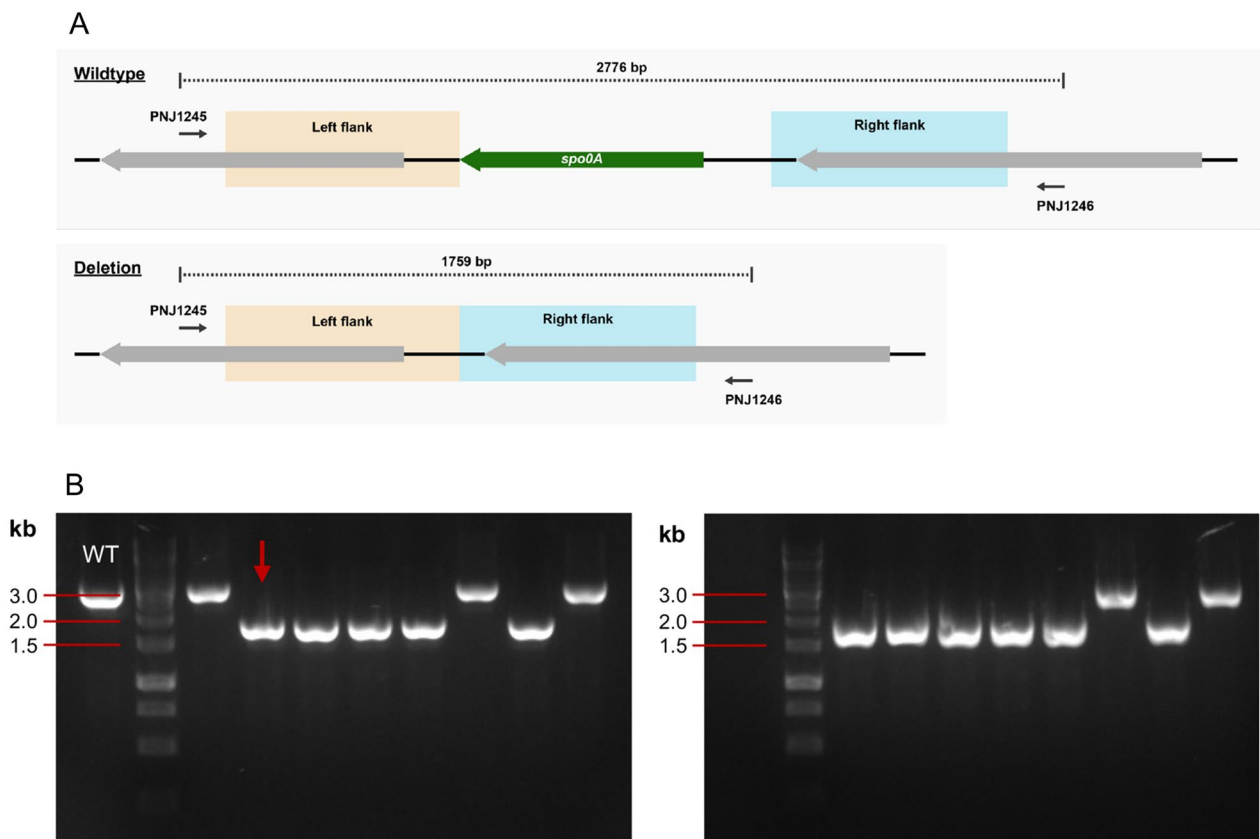 A
Wildtype
2776 bp
PNJ1245
Left flank
spo0A
Right flank
PNJ1246
Deletion
1759 bp
PNJ1245
Left flank
Right flank
PNJ1246
B
kb
WT
3.0
2.0
1.5
kb
3.0
2.0
1.5